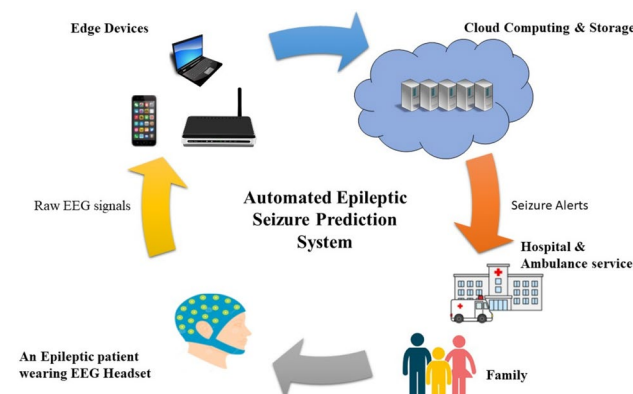 Edge Devices
Cloud Computing & Storage
Raw EEG signals
Automated Epileptic
Seizure Prediction
System
Seizure Alerts
Hospital &
Ambulance service
An Epileptic patient
wearing EEG Headset
Family